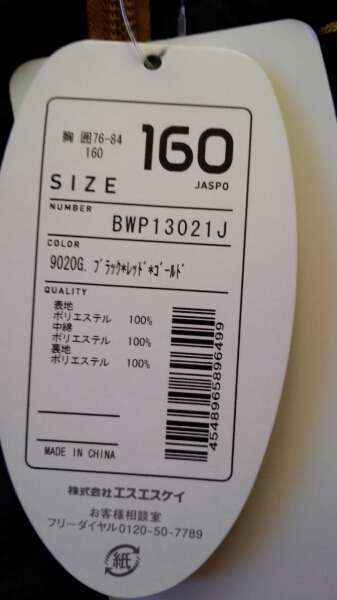 胸 囲76-84
160
160
SIZE
JASPO
NUMBER
BWP13021J
COLOR
9020G. ﾌﾞﾗｯｸ*ﾚｯﾄﾞ*ｺﾞｰﾙﾄﾞ
QUALITY
表地
ポリエステル 100%
中綿
ポリエステル 100%
裏地
ポリエステル 100%
4548965896499
MADE IN CHINA
株式会社エスエスケイ
お客様相談室
フリーダイヤル0120-50-7789
紙